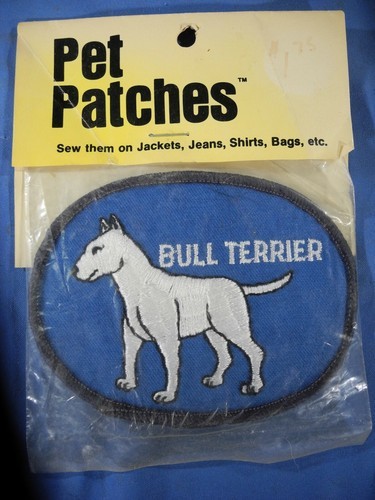 Pet
Patches™
Sew them on Jackets, Jeans, Shirts, Bags, etc.
BULL TERRIER